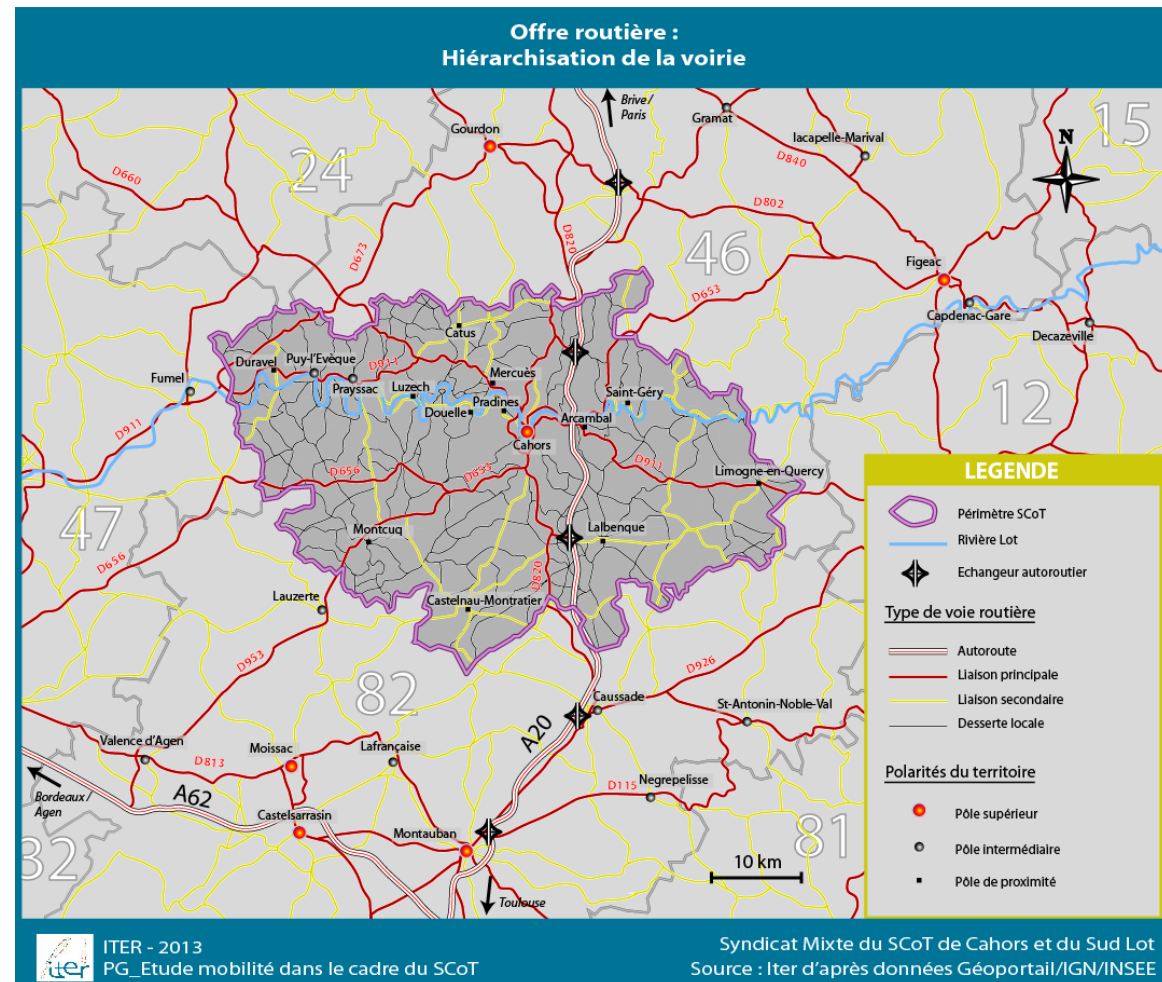 Offre routière :
Hiérarchisation de la voirie
Brive /
Paris
Gramat
15
Gourdon
lacapelle-Marival
N
24
D840
D660
D802
D820
D673
46
Figeac
D653
Capdenac-Gare
Catus
Decazeville
Duravel
Puy-l'Evèque
D911
Mercuès
Fumel
Prayssac
Luzech
Pradines
Saint-Géry
12
Douelle
Arcambal
D911
Cahors
D656
D653
D911
Limogne-en-Quercy
47
Montcuq
Lalbenque
D656
D820
Lauzerte
Castelnau-Montratier
D953
D926
82
Caussade
St-Antonin-Noble-Val
A20
Valence d'Agen
Moissac
Lafrançaise
D813
Negrepelisse
D115
Bordeaux /
Agen
A62
Castelsarrasin
Montauban
81
32
10 km
Toulouse
LEGENDE
Périmètre SCoT
Rivière Lot
Echangeur autoroutier
Type de voie routière
Autoroute
Liaison principale
Liaison secondaire
Desserte locale
Polarités du territoire
Pôle supérieur
Pôle intermédiaire
Pôle de proximité
iter
ITER - 2013
PG_Etude mobilité dans le cadre du SCoT
Syndicat Mixte du SCoT de Cahors et du Sud Lot
Source : Iter d'après données Géoportail/IGN/INSEE